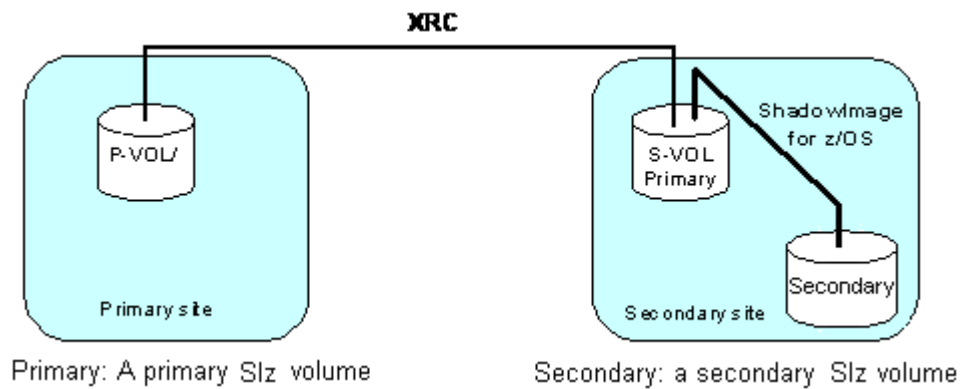 XRC
P-VOL/
Primary site
S-VOL
Primary
ShadowImage
for z/OS
Secondary
Secondary site
Primary: A primary SIz volume
Secondary: a secondary SIz volume